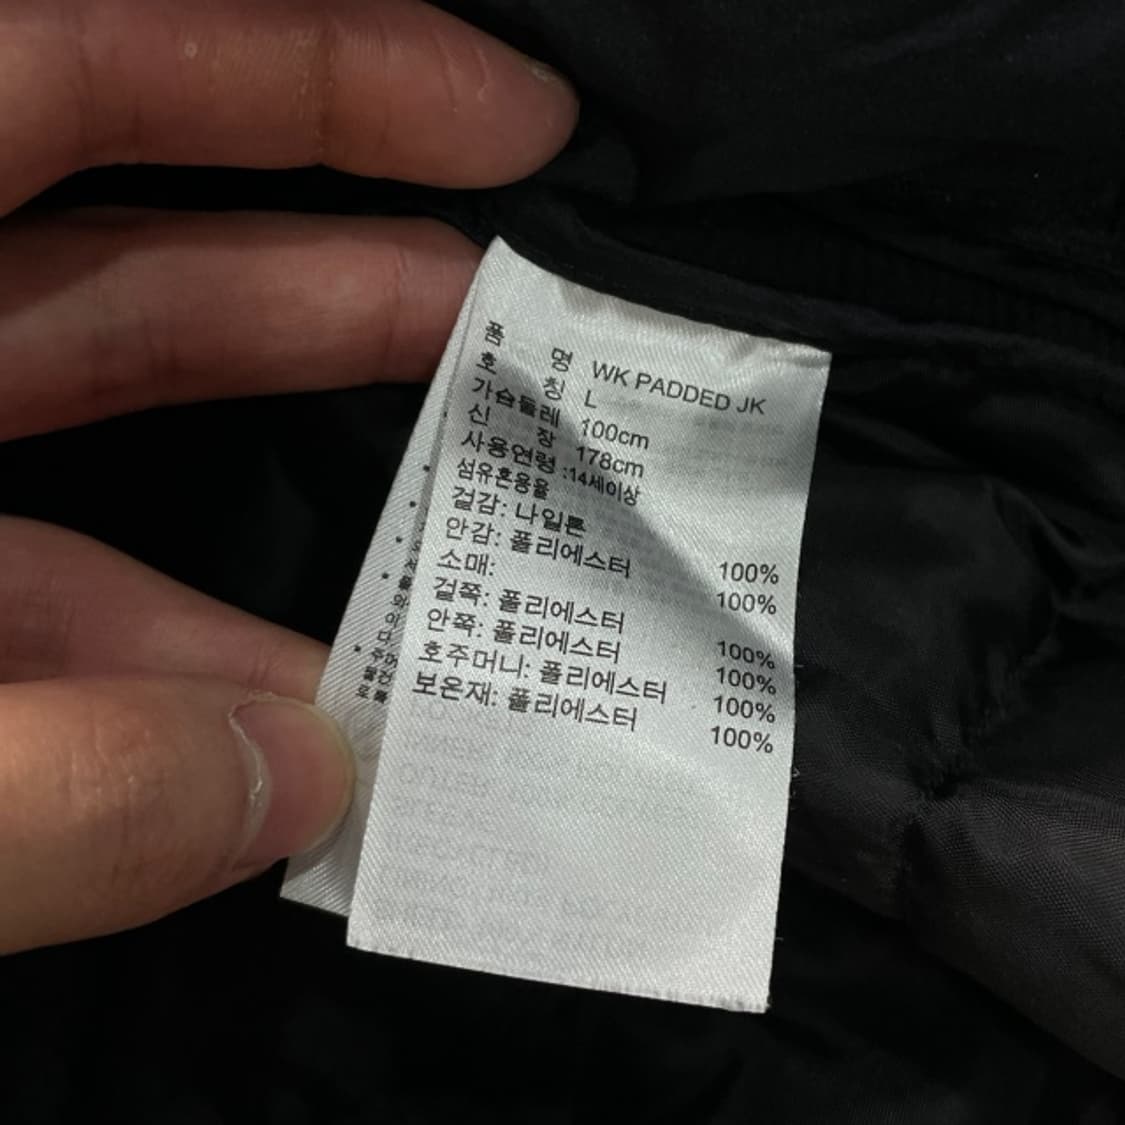 품 명 WK PADDED JK
호 칭 L
가슴둘레 100cm
신 장 178cm
사용연령 :14세이상
섬유혼용율
겉감: 나일론 100%
안감: 폴리에스터 100%
소매:
겉쪽: 폴리에스터 100%
안쪽: 폴리에스터 100%
호주머니: 폴리에스터 100%
보온재: 폴리에스터 100%